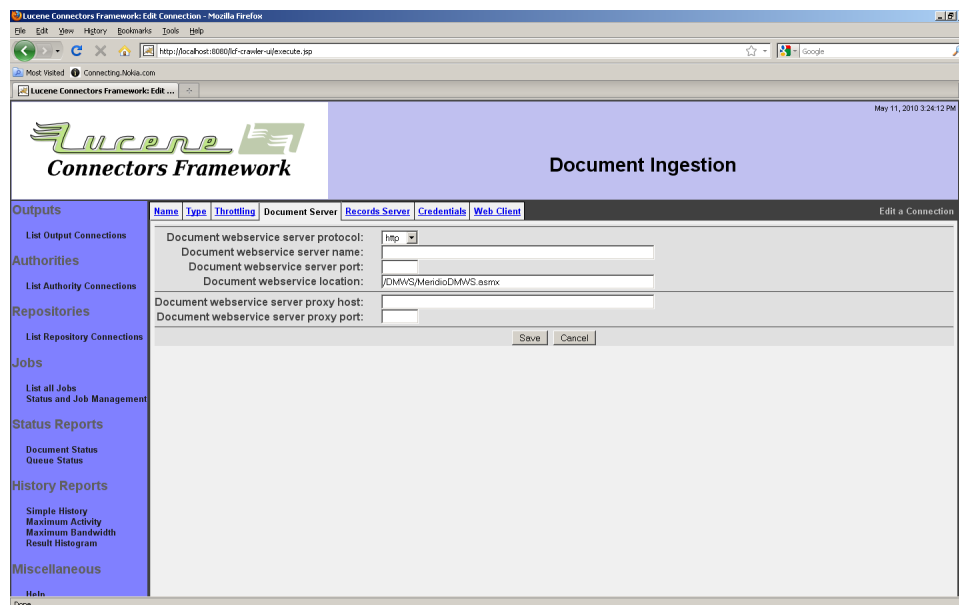 Lucene Connectors Framework: Edit Connection - Mozilla Firefox
File Edit View History Bookmarks Tools Help
http://localhost:8080/lcf-crawler-ui/execute.jsp
Google
Most Visited Connecting.Nokia.com
Lucene Connectors Framework: Edit ...
May 11, 2010 3:24:12 PM
Lucene
Connectors Framework
Document Ingestion
Outputs
List Output Connections
Authorities
List Authority Connections
Repositories
List Repository Connections
Jobs
List all Jobs
Status and Job Management
Status Reports
Document Status
Queue Status
History Reports
Simple History
Maximum Activity
Maximum Bandwidth
Result Histogram
Miscellaneous
Help
Name Type Throttling Document Server Records Server Credentials Web Client Edit a Connection
Document webservice server protocol: http
Document webservice server name:
Document webservice server port:
Document webservice location: /DMWS/MeridioDMWS.asmx
Document webservice server proxy host:
Document webservice server proxy port:
Save Cancel
Done